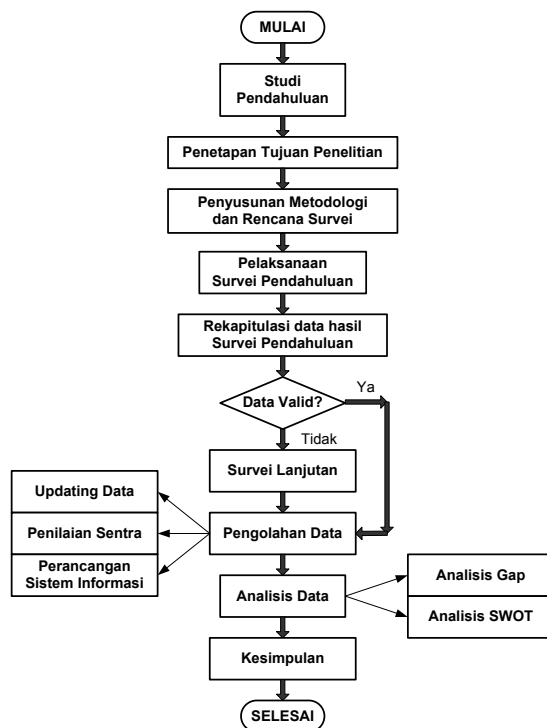 MULAI
Studi
Pendahuluan
Penetapan Tujuan Penelitian
Penyusunan Metodologi
dan Rencana Survei
Pelaksanaan
Survei Pendahuluan
Rekapitulasi data hasil
Survei Pendahuluan
Data Valid?
Ya
Tidak
Survei Lanjutan
Pengolahan Data
Updating Data
Penilaian Sentra
Perancangan
Sistem Informasi
Analisis Data
Analisis Gap
Analisis SWOT
Kesimpulan
SELESAI